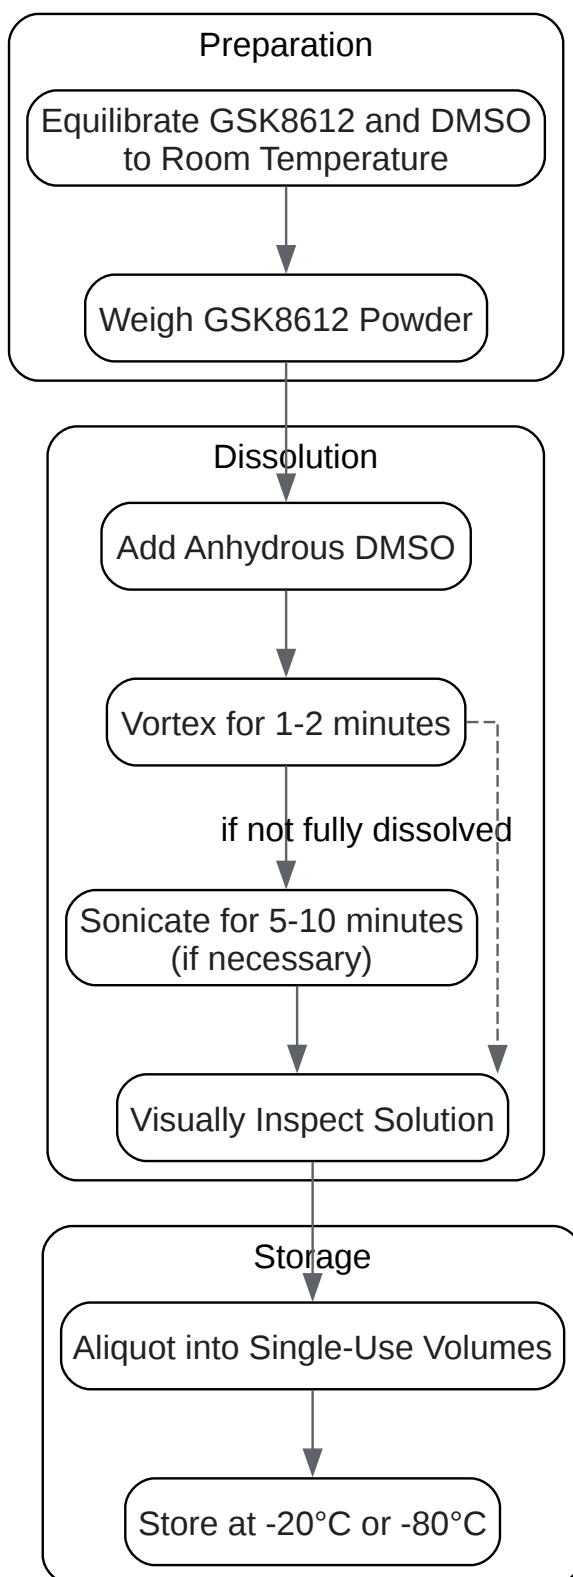 Preparation
Equilibrate GSK8612 and DMSO
to Room Temperature
Weigh GSK8612 Powder
Dissolution
Add Anhydrous DMSO
Vortex for 1-2 minutes
if not fully dissolved
Sonicate for 5-10 minutes
(if necessary)
Visually Inspect Solution
Storage
Aliquot into Single-Use Volumes
Store at -20°C or -80°C